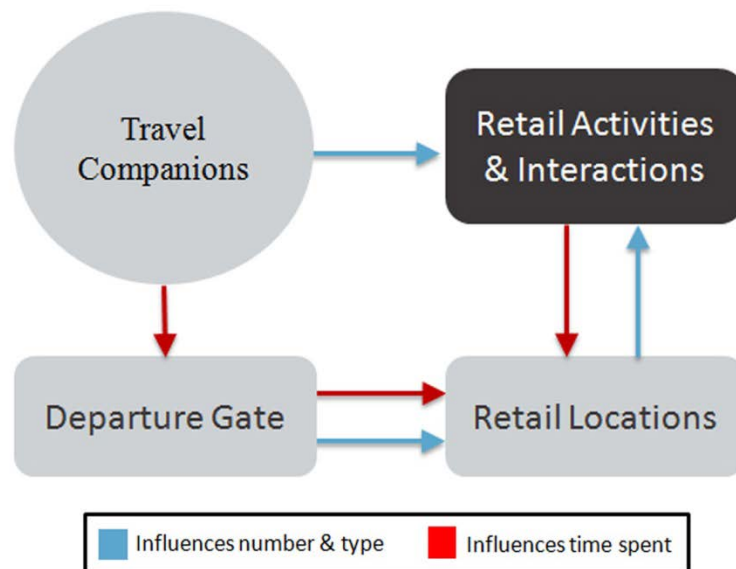 Travel
Companions
Retail Activities
& Interactions
Departure Gate
Retail Locations
Influences number & type
Influences time spent